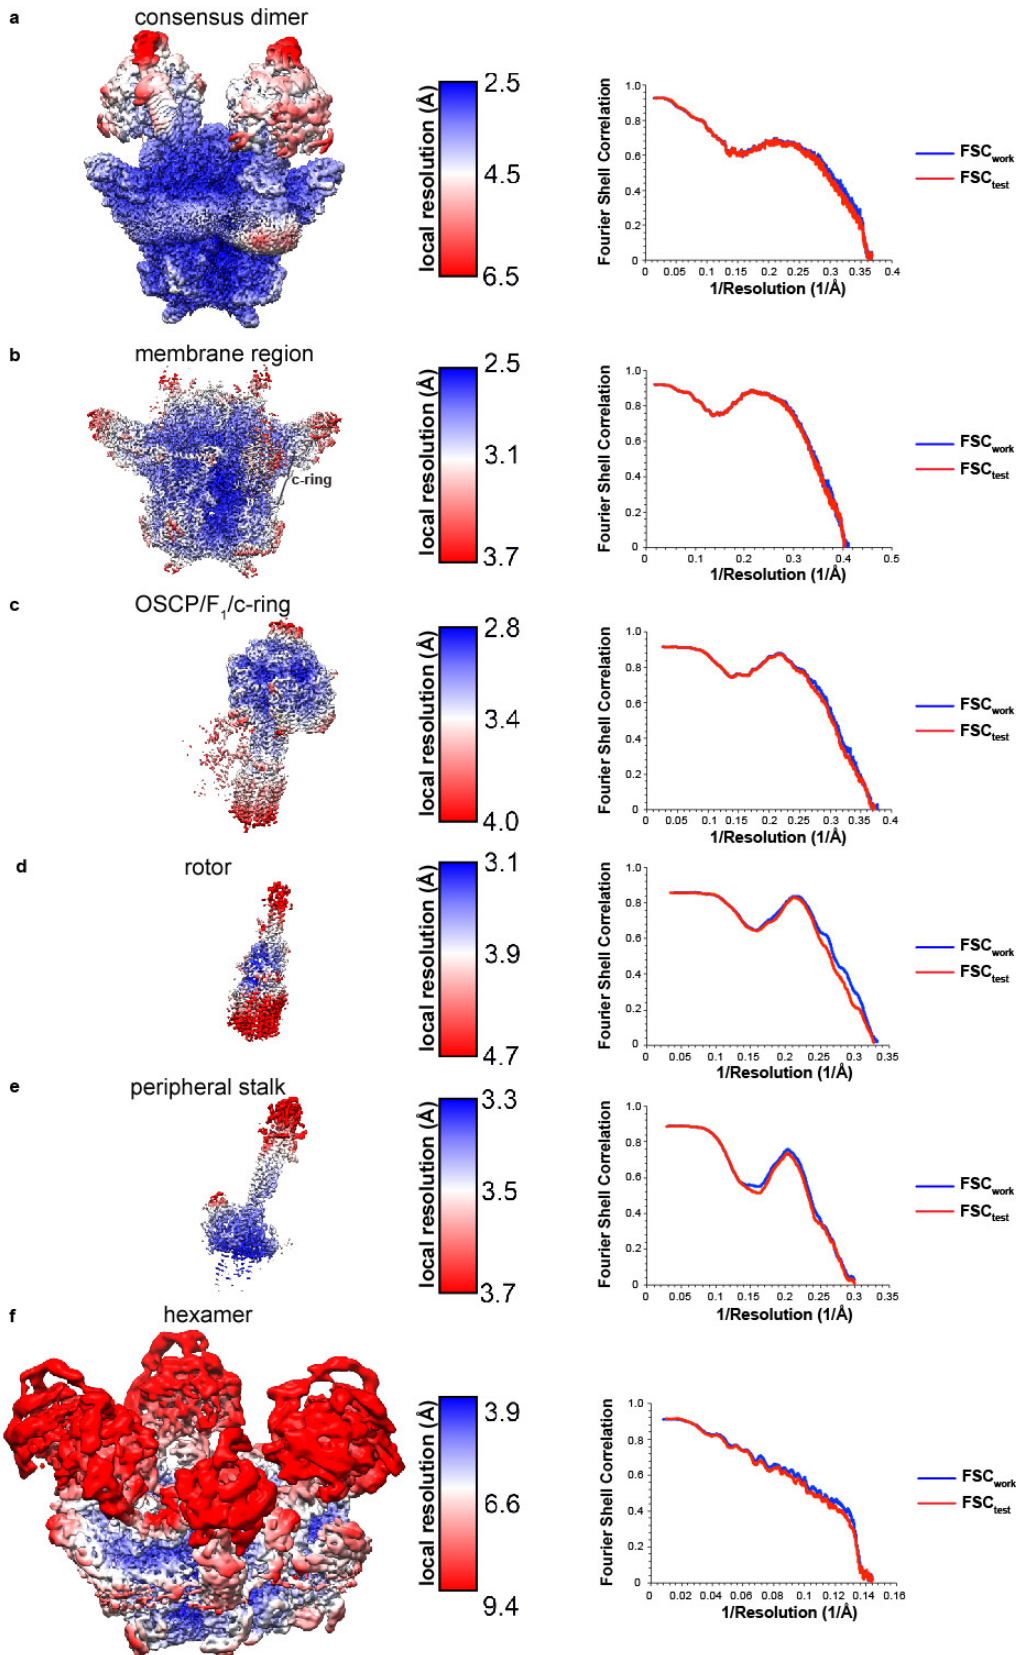 a
consensus dimer
local resolution (Å)
2.5
4.5
6.5
Fourier Shell Correlation
1.0
0.8
0.6
0.4
0.2
0
0 0.05 0.1 0.15 0.2 0.25 0.3 0.35 0.4
1/Resolution (1/Å)
FSCwork
FSCtest
b
membrane region
c-ring
local resolution (Å)
2.5
3.1
3.7
Fourier Shell Correlation
1.0
0.8
0.6
0.4
0.2
0
0 0.1 0.2 0.3 0.4 0.5
1/Resolution (1/Å)
FSCwork
FSCtest
c
OSCP/F₁/c-ring
local resolution (Å)
2.8
3.4
4.0
Fourier Shell Correlation
1.0
0.8
0.6
0.4
0.2
0
0 0.05 0.1 0.15 0.2 0.25 0.3 0.35 0.4
1/Resolution (1/Å)
FSCwork
FSCtest
d
rotor
local resolution (Å)
3.1
3.9
4.7
Fourier Shell Correlation
1.0
0.8
0.6
0.4
0.2
0
0 0.05 0.1 0.15 0.2 0.25 0.3 0.35
1/Resolution (1/Å)
FSCwork
FSCtest
e
peripheral stalk
local resolution (Å)
3.3
3.5
3.7
Fourier Shell Correlation
1.0
0.8
0.6
0.4
0.2
0
0 0.05 0.1 0.15 0.2 0.25 0.3 0.35
1/Resolution (1/Å)
FSCwork
FSCtest
f
hexamer
local resolution (Å)
3.9
6.6
9.4
Fourier Shell Correlation
1.0
0.8
0.6
0.4
0.2
0
0 0.02 0.04 0.06 0.08 0.1 0.12 0.14 0.16
1/Resolution (1/Å)
FSCwork
FSCtest